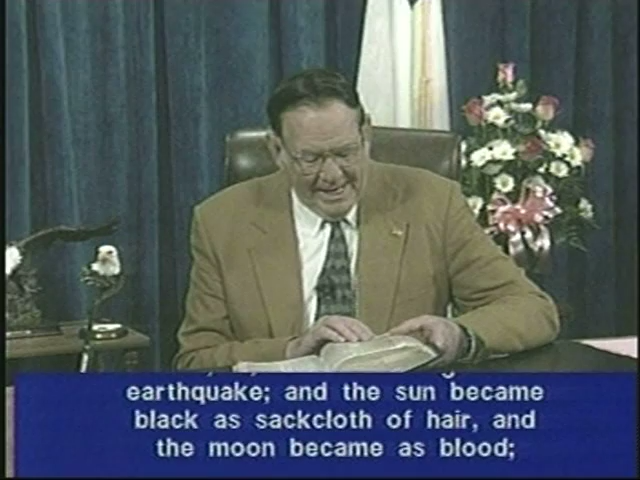 earthquake; and the sun became
black as sackcloth of hair, and
the moon became as blood;